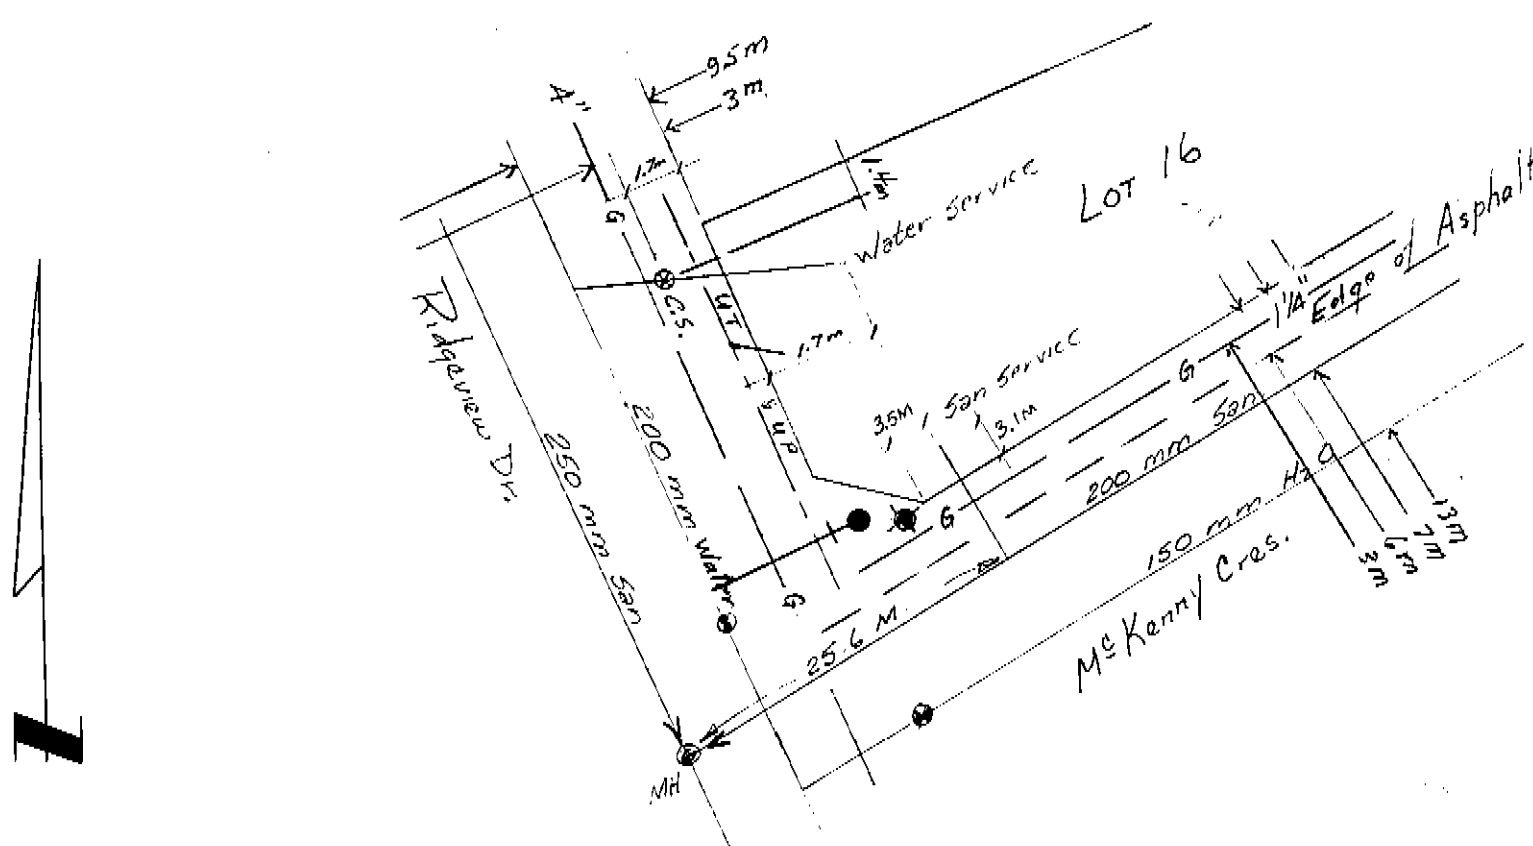 9.5m
3m
4"
1.7m
1.4m
G
Lot 16
Water Service
Asphalt
of
Edge
1 1/4"
Ridgeview Dr.
C.S.
UT
1.7m
San Service
3.5M
3.1M
G
& UP
200 mm San
200 mm Water
250 mm San
G
150 mm H2O
13m
7m
6m
3m
G
25.6 M.
McKenny Cres.
MH